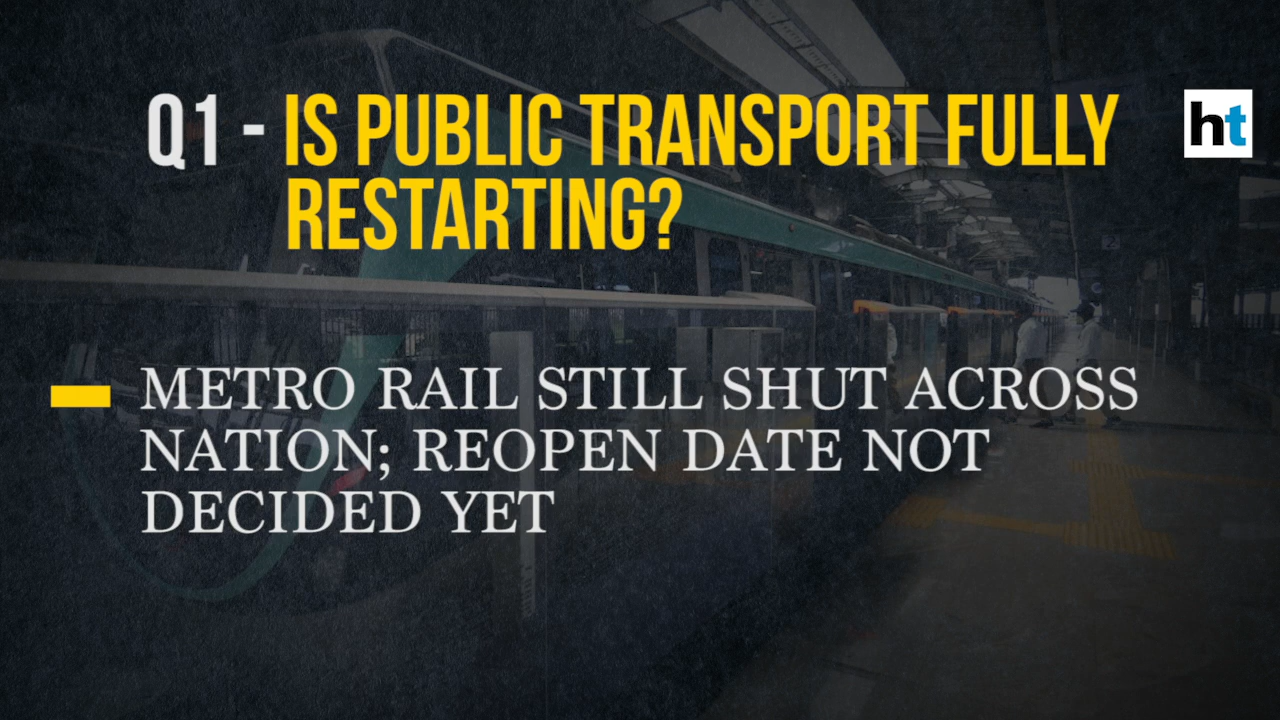 Q1 - IS PUBLIC TRANSPORT FULLY
RESTARTING?
ht
METRO RAIL STILL SHUT ACROSS
NATION; REOPEN DATE NOT
DECIDED YET